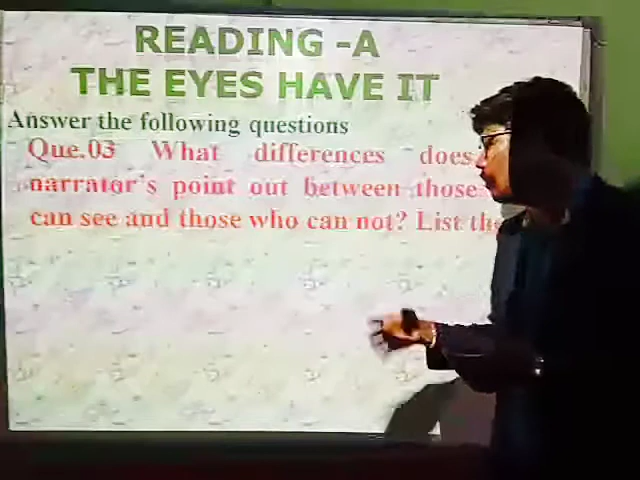 READING -A
THE EYES HAVE IT
Answer the following questions
Que.03 What differences does
narrator's point out between those
can see and those who can not? List the